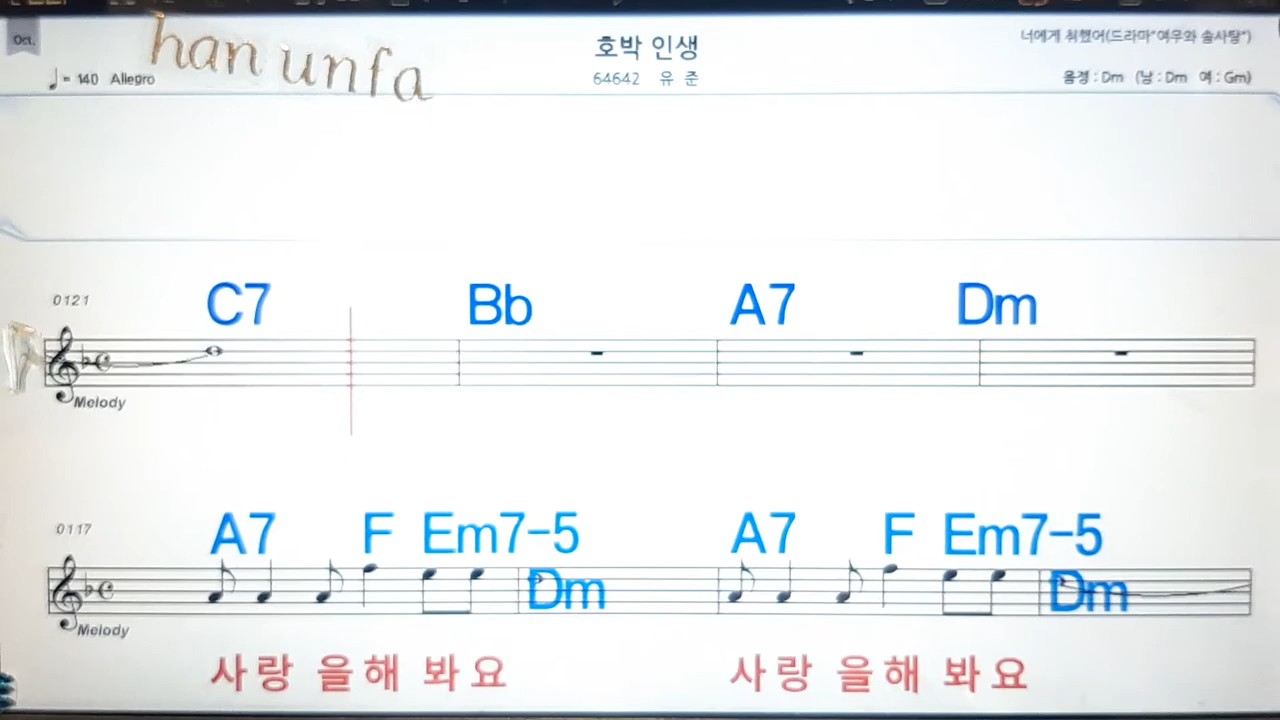 Oct.
han unfa
호박 인생
너에게 취했어(드라마"여우와 솜사탕")
♩= 140 Allegro
64642 유 준
음정 : Dm (남 : Dm 여 : Gm)
0121
C7 Bb A7 Dm
Melody
0117
A7 F Em7-5 Dm A7 F Em7-5 Dm
Melody
사랑 을해 봐요 사랑 을해 봐요